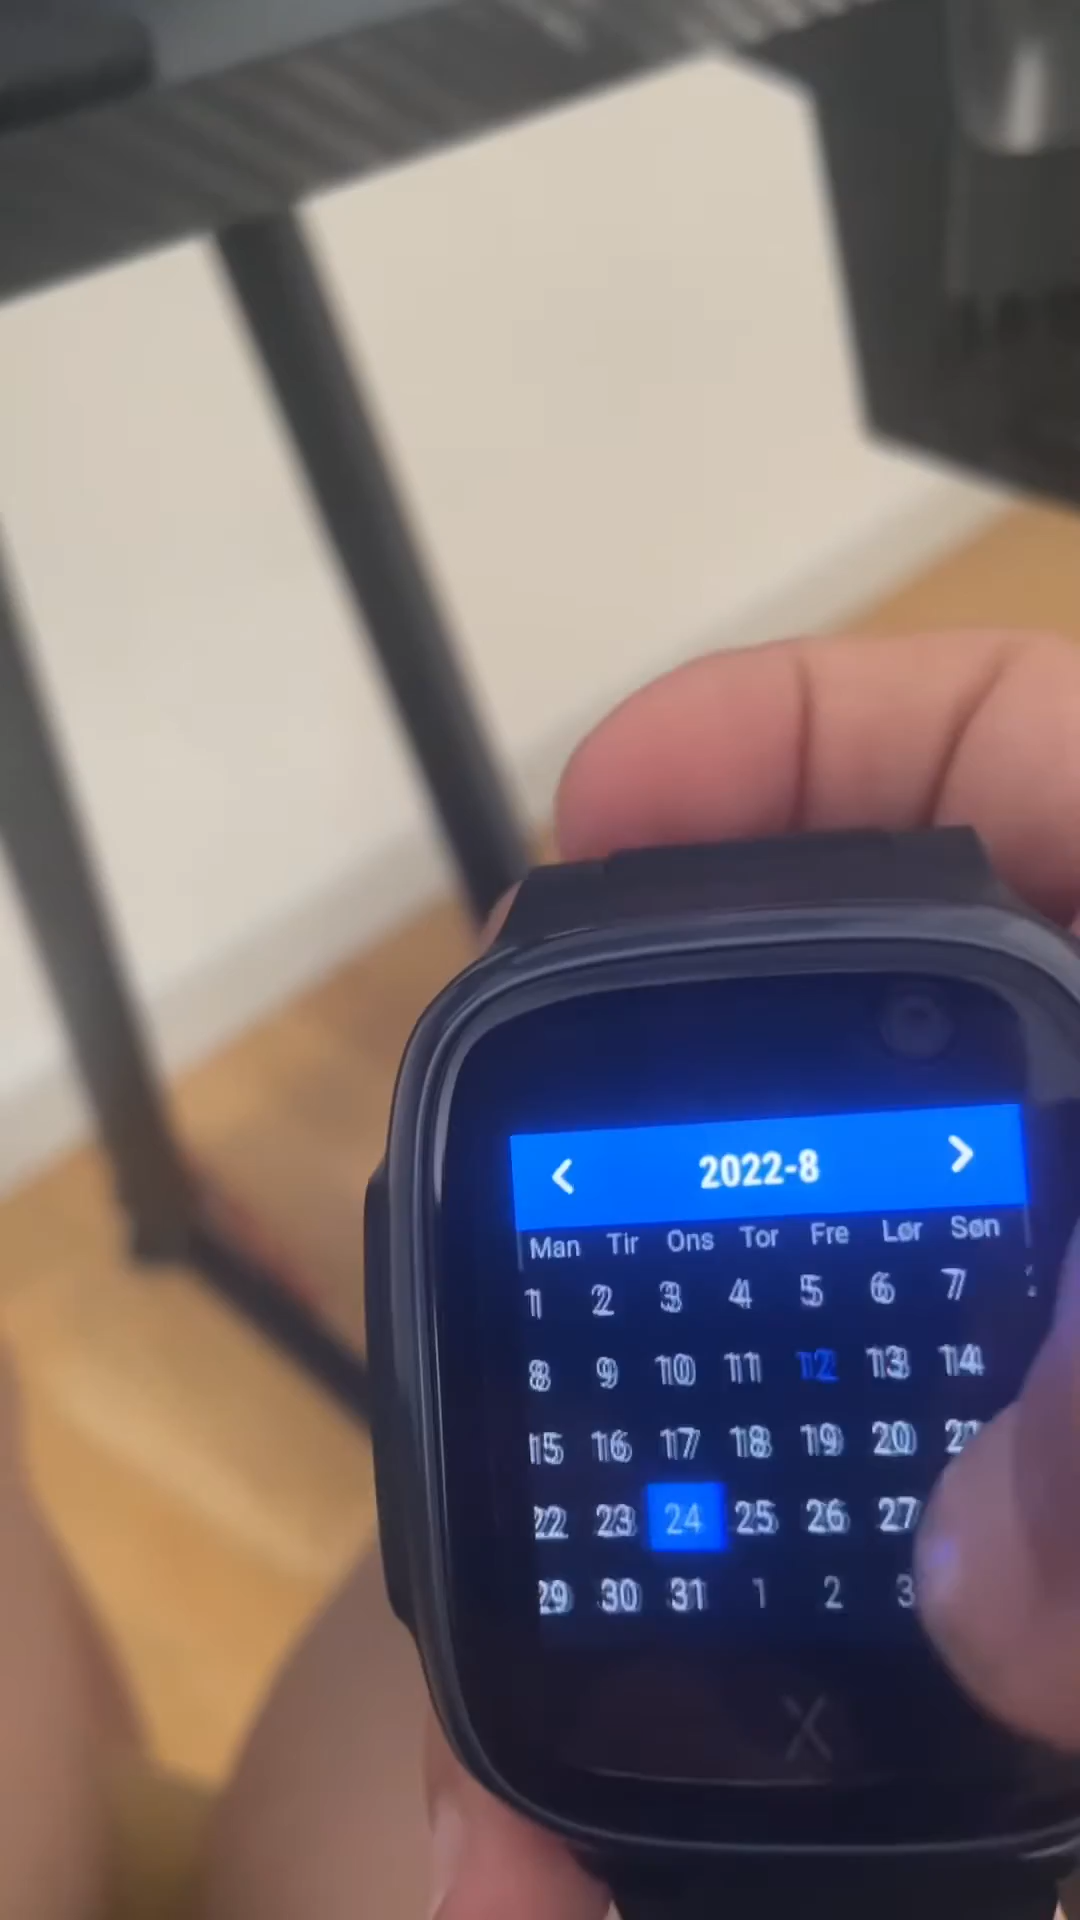 2022-8
Man Tir Ons Tor Fre Lør Søn
1 2 3 4 5 6 7
8 9 10 11 12 13 14
15 16 17 18 19 20
22 23 24 25 26 27
29 30 31 1 2 3
X